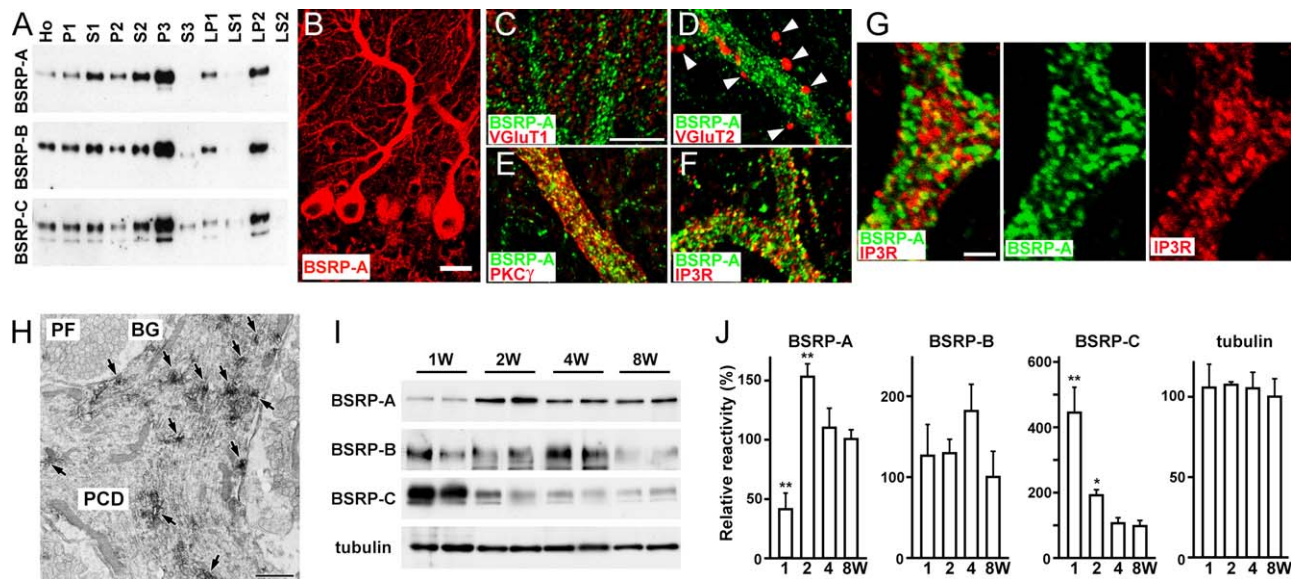 A
Ho P1 S1 P2 S2 P3 S3 LP1 LS1 LP2 LS2
BSRP-A
BSRP-B
BSRP-C
B
BSRP-A
C
BSRP-A
VGluT1
D
BSRP-A
VGluT2
E
BSRP-A
PKCγ
F
BSRP-A
IP3R
G
BSRP-A
IP3R
BSRP-A
IP3R
H
PF
BG
PCD
I
1W 2W 4W 8W
BSRP-A
BSRP-B
BSRP-C
tubulin
J
Relative reactivity (%)
BSRP-A
150
100
50
0
**
**
1 2 4 8W
BSRP-B
200
100
0
1 2 4 8W
BSRP-C
600
400
200
0
**
*
1 2 4 8W
tubulin
100
50
0
1 2 4 8W